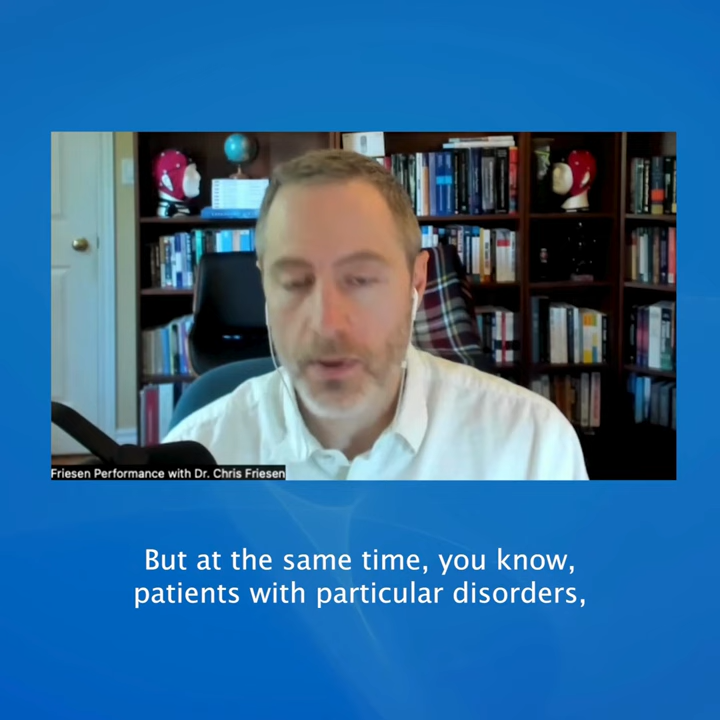 Friesen Performance with Dr. Chris Friesen
But at the same time, you know,
patients with particular disorders,